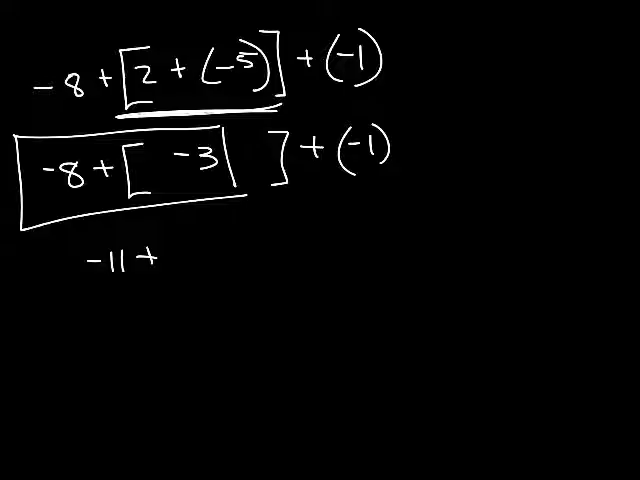 -8 + [2 + (-5)] + (-1)
-8 + [ -3 ] + (-1)
-11 +